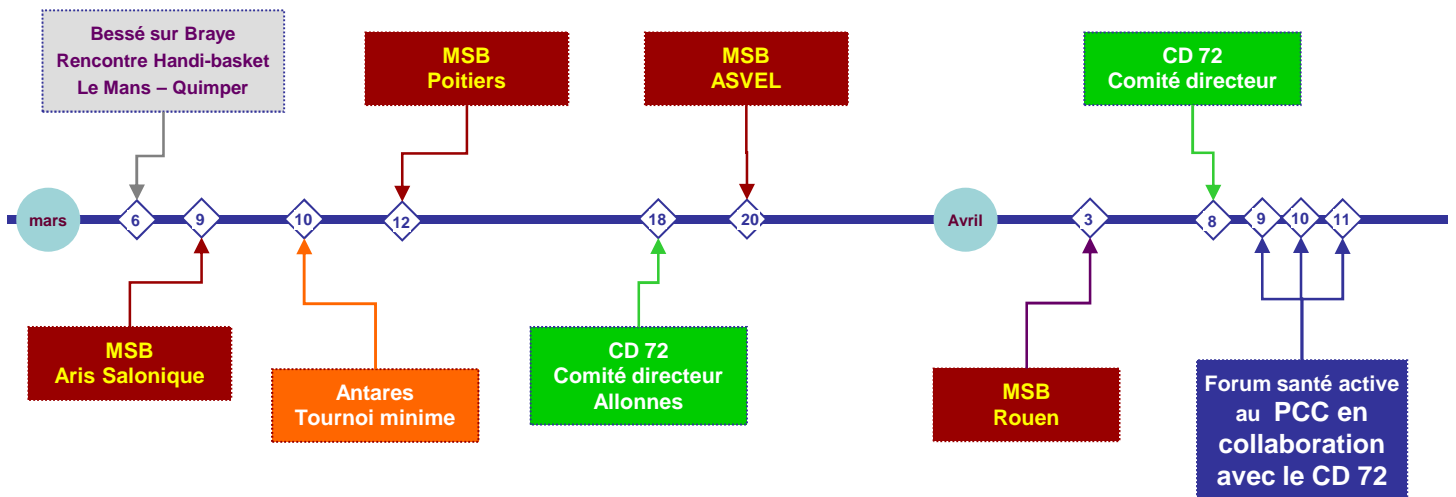 Bessé sur Braye
Rencontre Handi-basket
Le Mans – Quimper
MSB
Poitiers
MSB
ASVEL
CD 72
Comité directeur
mars
6
9
10
12
18
20
Avril
3
8
9
10
11
MSB
Aris Salonique
Antares
Tournoi minime
CD 72
Comité directeur
Allonnes
MSB
Rouen
Forum santé active
au PCC en
collaboration
avec le CD 72